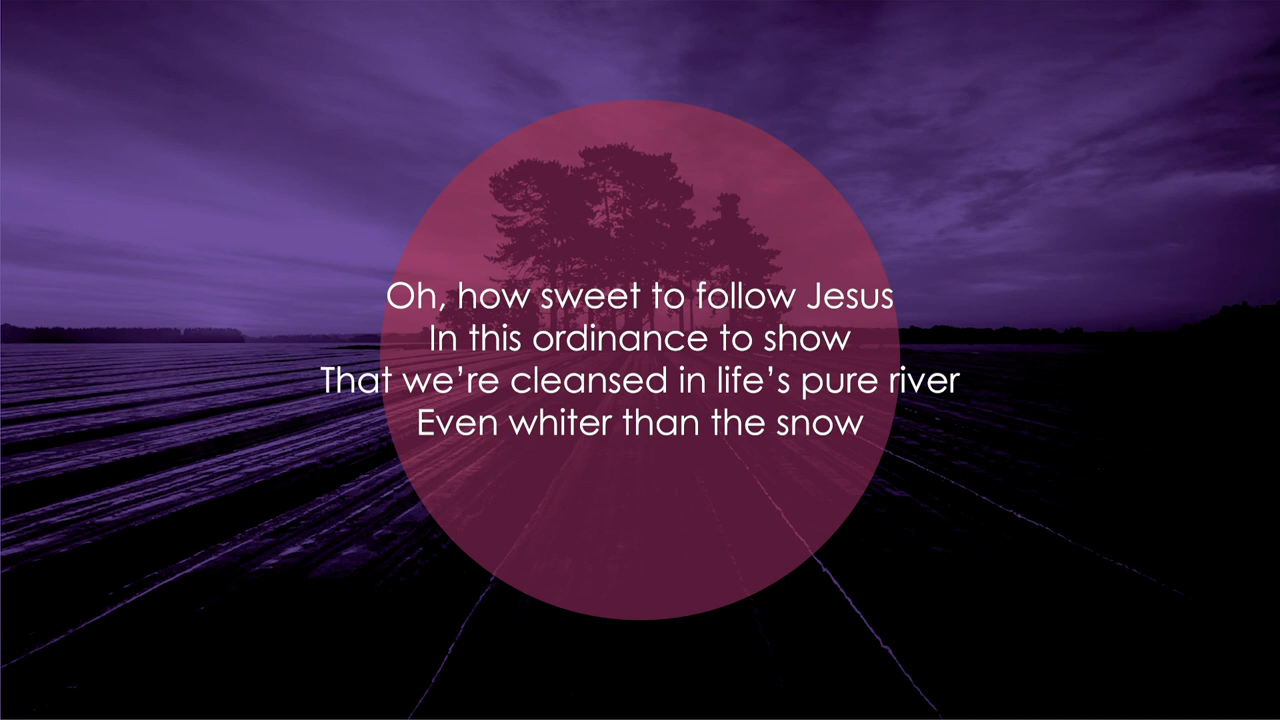 Oh, how sweet to follow Jesus
In this ordinance to show
That we’re cleansed in life’s pure river
Even whiter than the snow